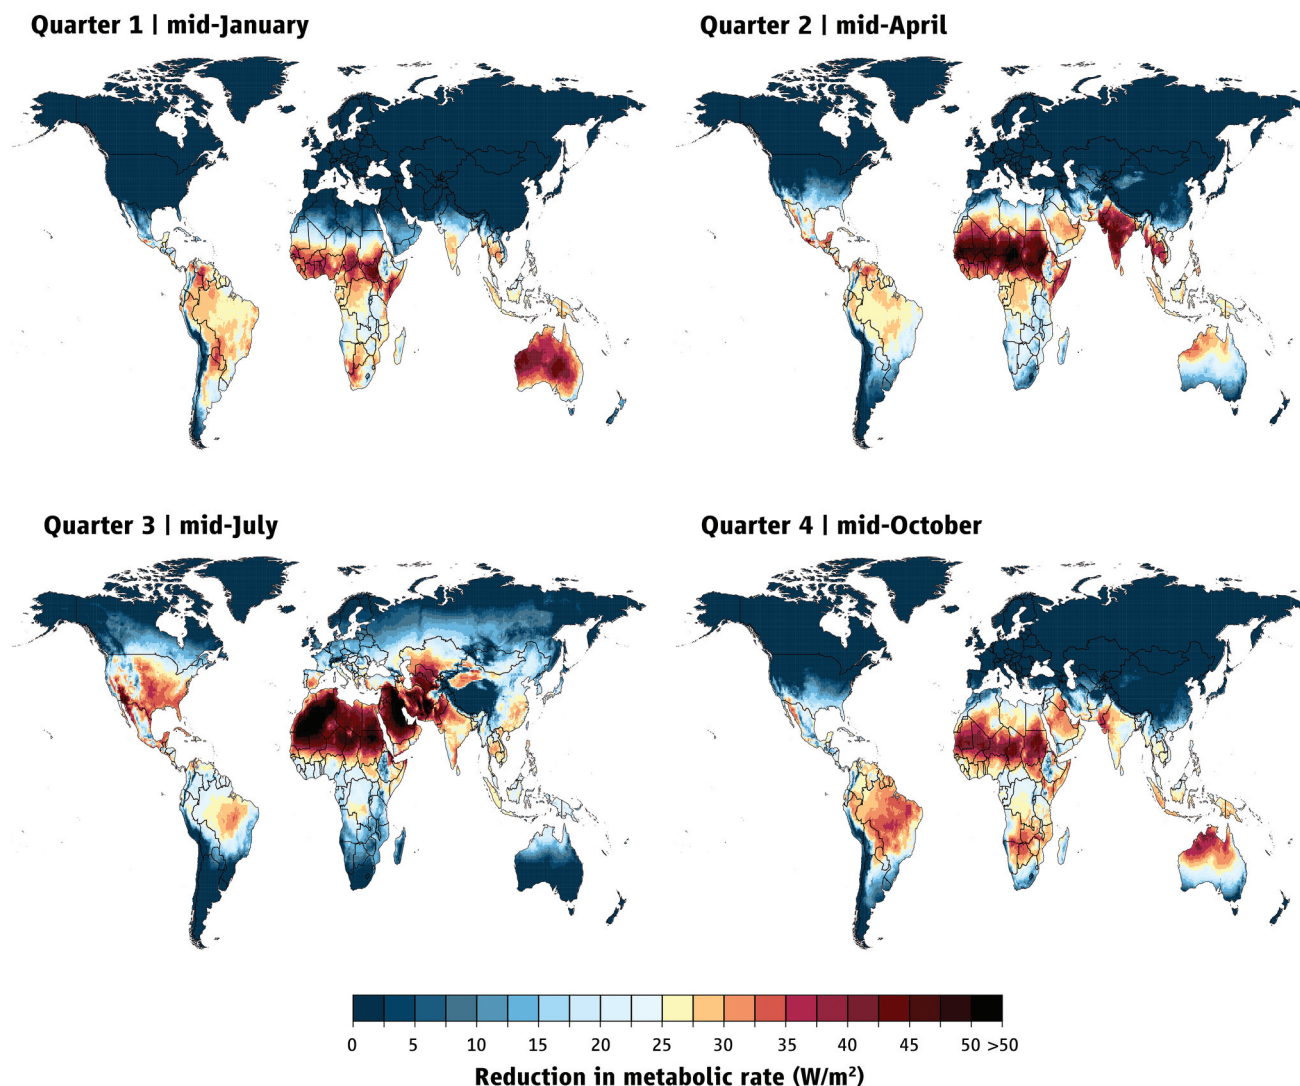 Quarter 1 | mid-January
Quarter 2 | mid-April
Quarter 3 | mid-July
Quarter 4 | mid-October
0 5 10 15 20 25 30 35 40 45 50 >50
Reduction in metabolic rate (W/m²)